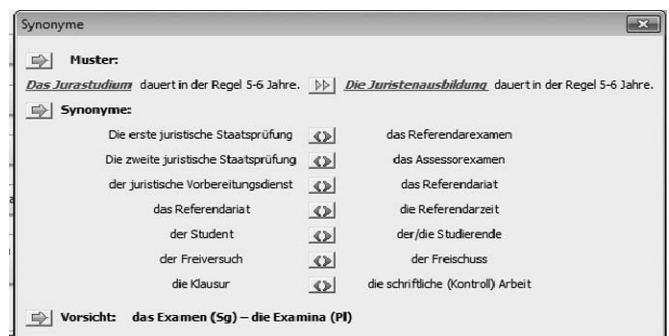 Synonyme
Muster:
Das Jurastudium dauert in der Regel 5-6 Jahre. Die Juristenausbildung dauert in der Regel 5-6 Jahre.
Synonyme:
Die erste juristische Staatsprüfung das Referendarexamen
Die zweite juristische Staatsprüfung das Assessorexamen
der juristische Vorbereitungsdienst das Referendariat
das Referendariat die Referendarzeit
der Student der/die Studierende
der Freiversuch der Freischuss
die Klausur die schriftliche (Kontroll) Arbeit
Vorsicht: das Examen (Sg) – die Examina (Pl)